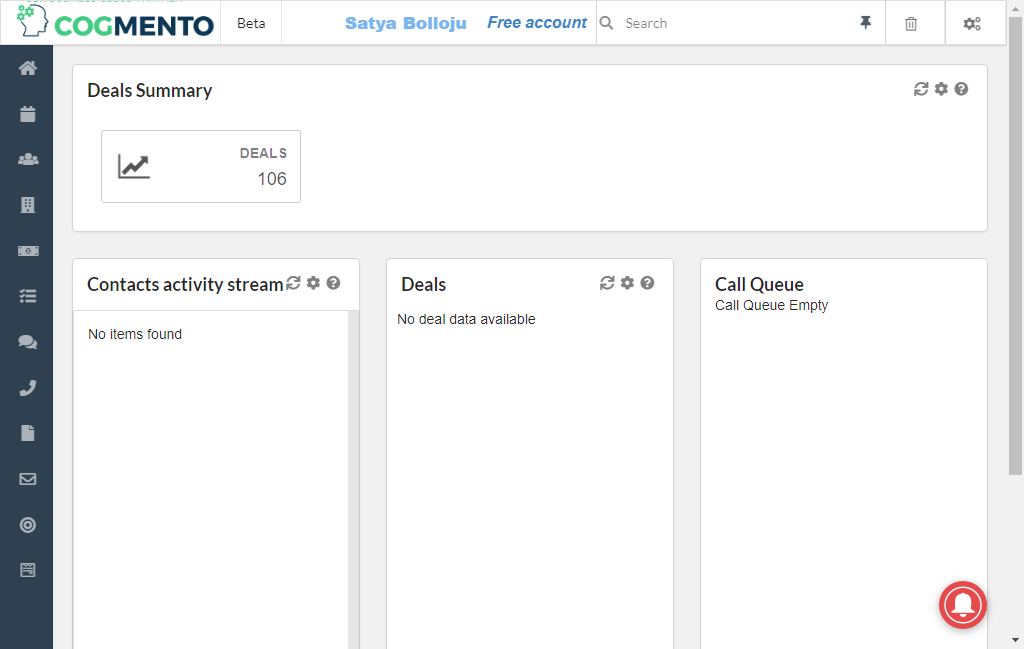 COGMENTO
Beta
Satya Bolloju
Free account
Search
Deals Summary
DEALS
106
Contacts activity stream
No items found
Deals
No deal data available
Call Queue
Call Queue Empty